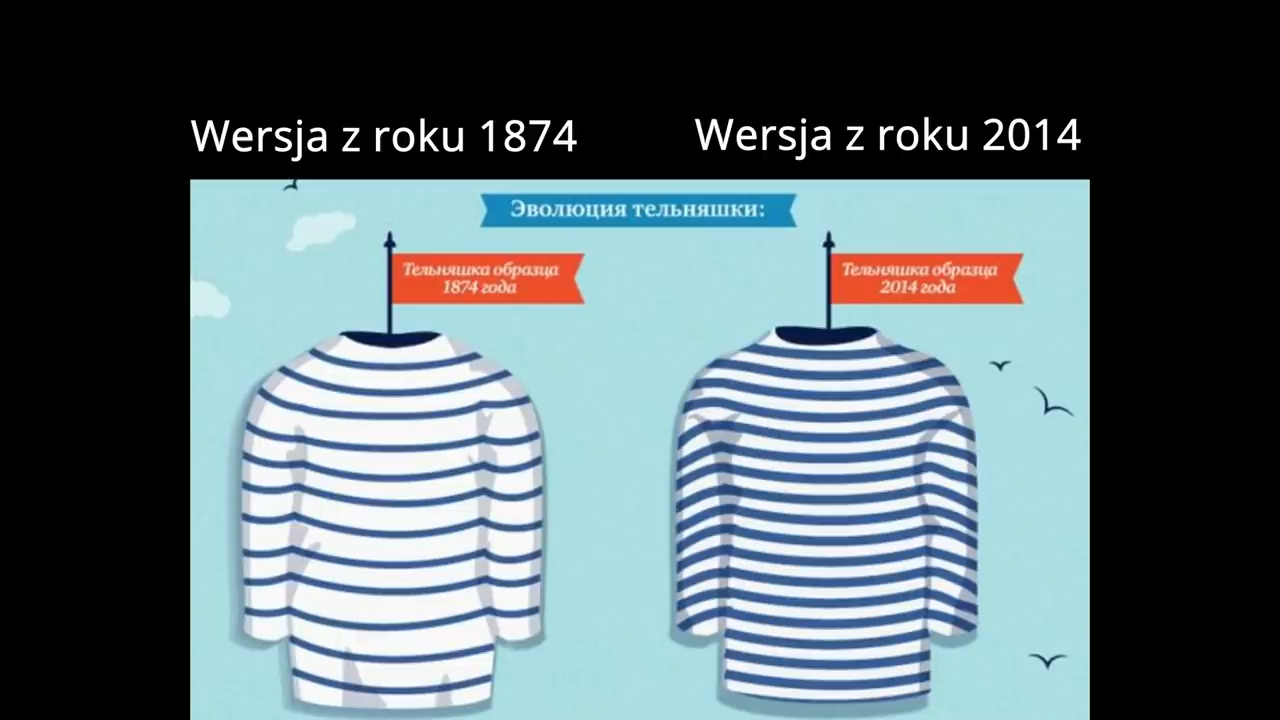 Wersja z roku 1874
Wersja z roku 2014
Эволюция тельняшки:
Тельняшка образца
1874 года
Тельняшка образца
2014 года